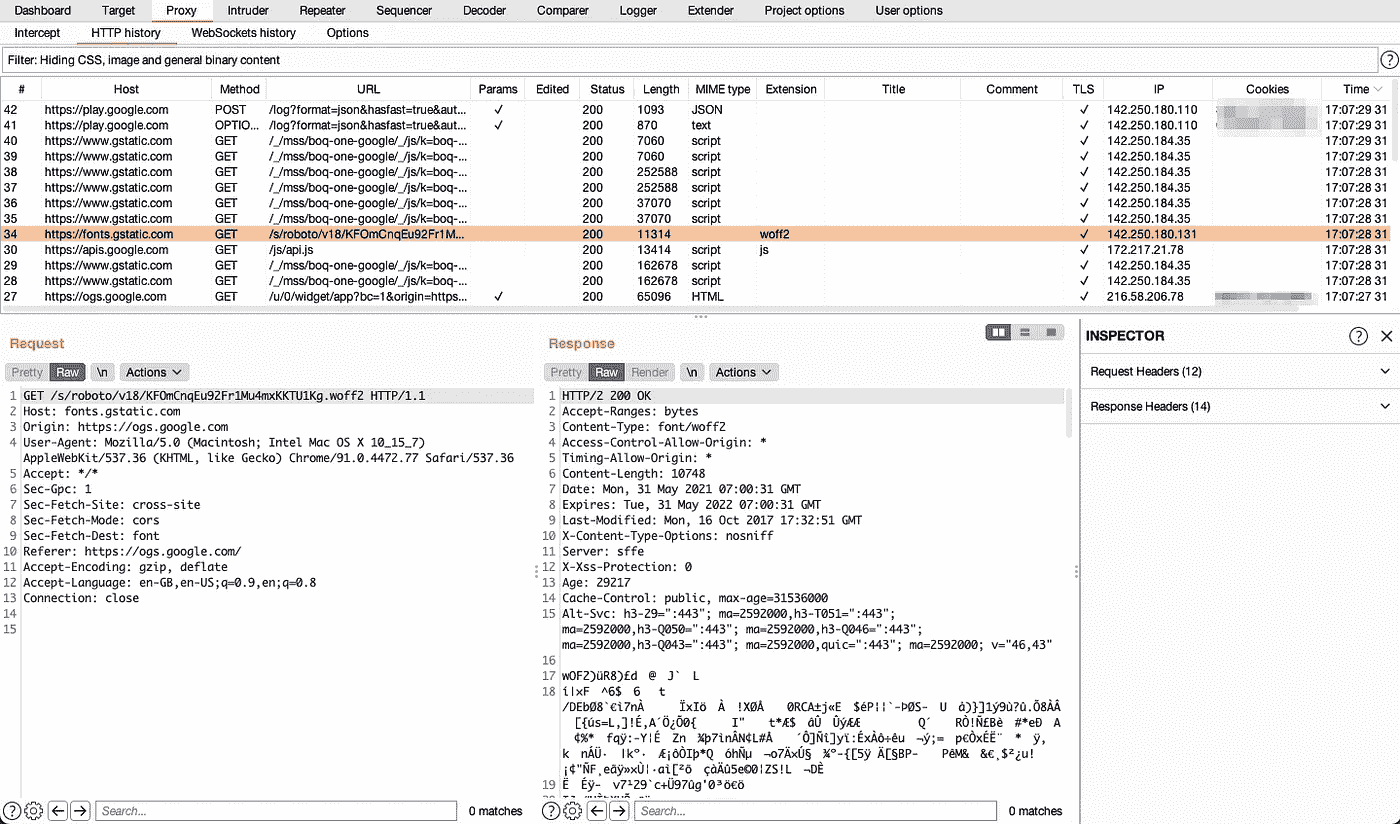 Dashboard Target Proxy Intruder Repeater Sequencer Decoder Comparer Logger Extender Project options User options
Intercept HTTP history WebSockets history Options
Filter: Hiding CSS, image and general binary content
# Host Method URL Params Edited Status Length MIME type Extension Title Comment TLS IP Cookies Time
42 https://play.google.com POST /log?format=json&hasfast=true&aut... ✓ 200 1093 JSON ✓ 142.250.180.110 17:07:29 31
41 https://play.google.com OPTIO... /log?format=json&hasfast=true&aut... ✓ 200 870 text ✓ 142.250.180.110 17:07:29 31
40 https://www.gstatic.com GET /_/mss/boq-one-google/_/js/k=boq-... 200 7060 script ✓ 142.250.184.35 17:07:29 31
39 https://www.gstatic.com GET /_/mss/boq-one-google/_/js/k=boq-... 200 7060 script ✓ 142.250.184.35 17:07:29 31
38 https://www.gstatic.com GET /_/mss/boq-one-google/_/js/k=boq-... 200 252588 script ✓ 142.250.184.35 17:07:28 31
37 https://www.gstatic.com GET /_/mss/boq-one-google/_/js/k=boq-... 200 252588 script ✓ 142.250.184.35 17:07:28 31
36 https://www.gstatic.com GET /_/mss/boq-one-google/_/js/k=boq-... 200 37070 script ✓ 142.250.184.35 17:07:28 31
35 https://www.gstatic.com GET /_/mss/boq-one-google/_/js/k=boq-... 200 37070 script ✓ 142.250.184.35 17:07:28 31
34 https://fonts.gstatic.com GET /s/roboto/v18/KFOmCnqEu92Fr1M... 200 11314 woff2 ✓ 142.250.180.131 17:07:28 31
30 https://apis.google.com GET /js/api.js 200 13414 script js ✓ 172.217.21.78 17:07:28 31
29 https://www.gstatic.com GET /_/mss/boq-one-google/_/js/k=boq-... 200 162678 script ✓ 142.250.184.35 17:07:28 31
28 https://www.gstatic.com GET /_/mss/boq-one-google/_/js/k=boq-... 200 162678 script ✓ 142.250.184.35 17:07:28 31
27 https://ogs.google.com GET /u/0/widget/app?bc=1&origin=https... ✓ 200 65096 HTML ✓ 216.58.206.78 17:07:27 31
Request
Pretty Raw \n Actions
1 GET /s/roboto/v18/KFOmCnqEu92Fr1Mu4mxKKTU1Kg.woff2 HTTP/1.1
2 Host: fonts.gstatic.com
3 Origin: https://ogs.google.com
4 User-Agent: Mozilla/5.0 (Macintosh; Intel Mac OS X 10_15_7)
AppleWebKit/537.36 (KHTML, like Gecko) Chrome/91.0.4472.77 Safari/537.36
5 Accept: */*
6 Sec-Gpc: 1
7 Sec-Fetch-Site: cross-site
8 Sec-Fetch-Mode: cors
9 Sec-Fetch-Dest: font
10 Referer: https://ogs.google.com/
11 Accept-Encoding: gzip, deflate
12 Accept-Language: en-GB,en-US;q=0.9,en;q=0.8
13 Connection: close
14
15
Search...
0 matches
Response
Pretty Raw Render \n Actions
1 HTTP/2 200 OK
2 Accept-Ranges: bytes
3 Content-Type: font/woff2
4 Access-Control-Allow-Origin: *
5 Timing-Allow-Origin: *
6 Content-Length: 10748
7 Date: Mon, 31 May 2021 07:00:31 GMT
8 Expires: Tue, 31 May 2022 07:00:31 GMT
9 Last-Modified: Mon, 16 Oct 2017 17:32:51 GMT
10 X-Content-Type-Options: nosniff
11 Server: sffe
12 X-Xss-Protection: 0
13 Age: 29217
14 Cache-Control: public, max-age=31536000
15 Alt-Svc: h3-29=":443"; ma=2592000,h3-T051=":443";
ma=2592000,h3-Q050=":443"; ma=2592000,h3-Q046=":443";
ma=2592000,h3-Q043=":443"; ma=2592000,quic=":443"; ma=2592000; v="46,43"
16
17 wOF2)üR8)£d @ J` L
18
19
Search...
0 matches
INSPECTOR
Request Headers (12)
Response Headers (14)